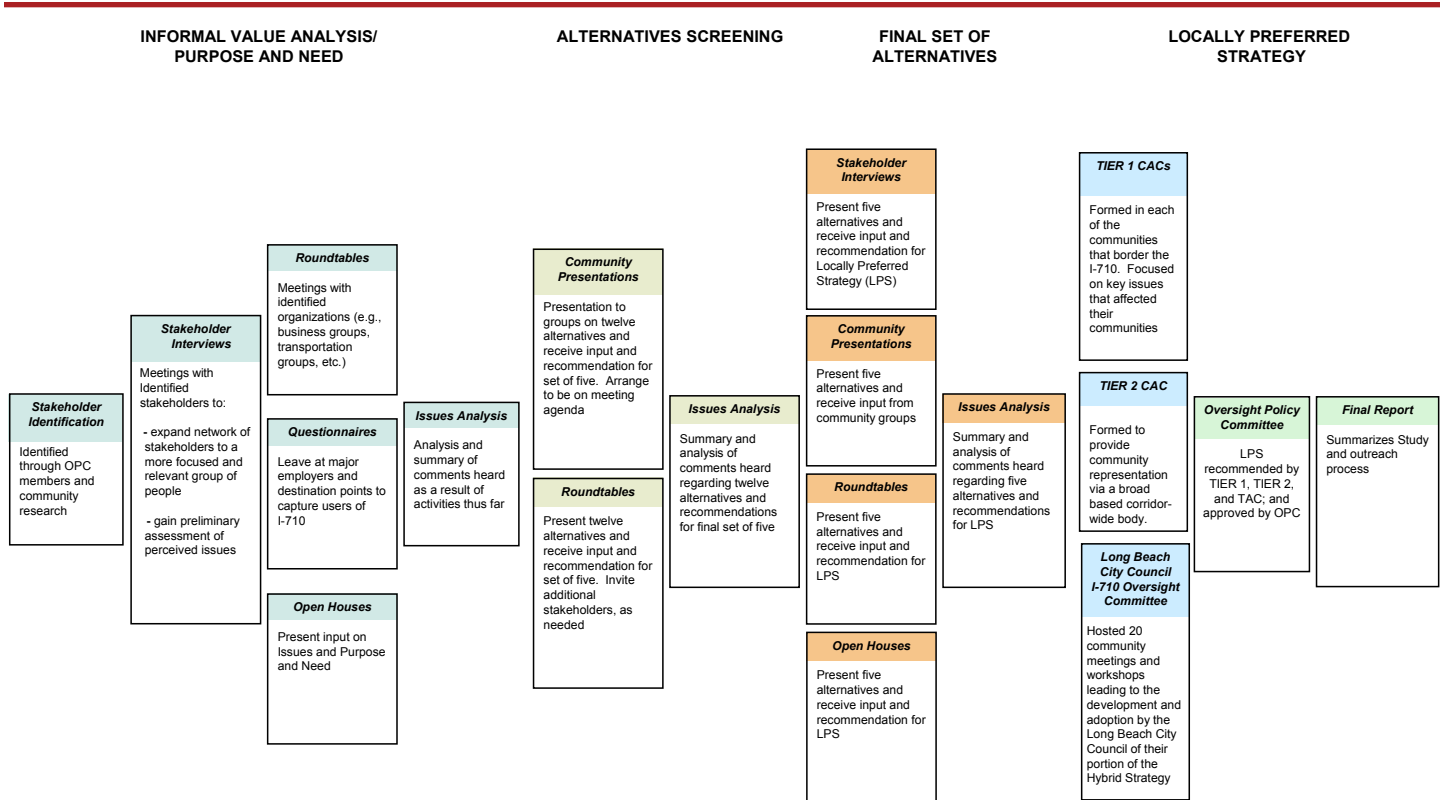 INFORMAL VALUE ANALYSIS/
PURPOSE AND NEED
ALTERNATIVES SCREENING
FINAL SET OF
ALTERNATIVES
LOCALLY PREFERRED
STRATEGY
Stakeholder
Identification
Identified
through OPC
members and
community
research
Stakeholder
Interviews
Meetings with
Identified
stakeholders to:
- expand network of
stakeholders to a
more focused and
relevant group of
people
- gain preliminary
assessment of
perceived issues
Roundtables
Meetings with
identified
organizations (e.g.,
business groups,
transportation
groups, etc.)
Questionnaires
Leave at major
employers and
destination points to
capture users of
I-710
Open Houses
Present input on
Issues and Purpose
and Need
Issues Analysis
Analysis and
summary of
comments heard
as a result of
activities thus far
Community
Presentations
Presentation to
groups on twelve
alternatives and
receive input and
recommendation for
set of five. Arrange
to be on meeting
agenda
Roundtables
Present twelve
alternatives and
receive input and
recommendation for
set of five. Invite
additional
stakeholders, as
needed
Issues Analysis
Summary and
analysis of
comments heard
regarding twelve
alternatives and
recommendations
for final set of five
Stakeholder
Interviews
Present five
alternatives and
receive input and
recommendation for
Locally Preferred
Strategy (LPS)
Community
Presentations
Present five
alternatives and
receive input from
community groups
Roundtables
Present five
alternatives and
receive input and
recommendation for
LPS
Open Houses
Present five
alternatives and
receive input and
recommendation for
LPS
Issues Analysis
Summary and
analysis of
comments heard
regarding five
alternatives and
recommendations
for LPS
TIER 1 CACs
Formed in each
of the
communities
that border the
I-710. Focused
on key issues
that affected
their
communities
TIER 2 CAC
Formed to
provide
community
representation
via a broad
based corridor-
wide body.
Long Beach
City Council
I-710 Oversight
Committee
Hosted 20
community
meetings and
workshops
leading to the
development and
adoption by the
Long Beach City
Council of their
portion of the
Hybrid Strategy
Oversight Policy
Committee
LPS
recommended by
TIER 1, TIER 2,
and TAC; and
approved by OPC
Final Report
Summarizes Study
and outreach
process